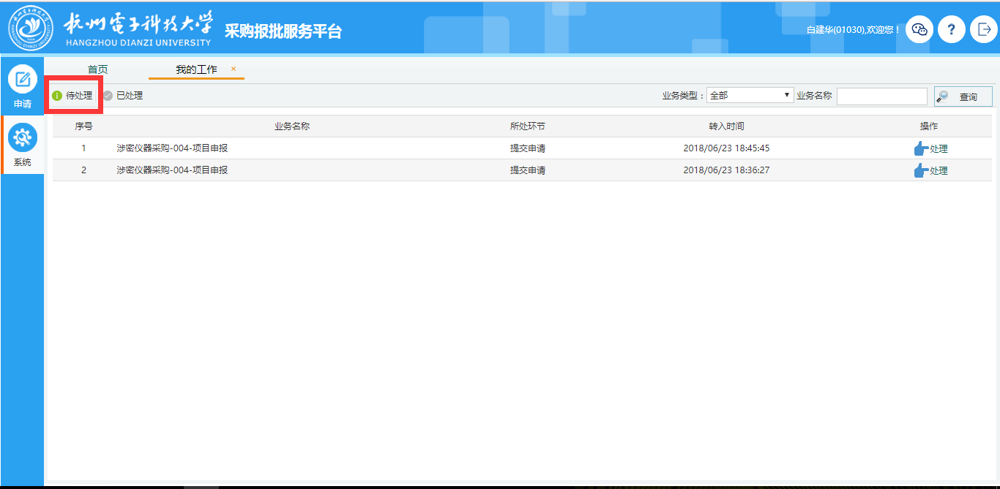 杭州電子科技大学
HANGZHOU DIANZI UNIVERSITY
采购报批服务平台
白建华(01030),欢迎您！
?
首页 我的工作 ×
申请
系统
待处理 已处理 业务类型： 全部 ▼ 业务名称 查询
序号 业务名称 所处环节 转入时间 操作
1 涉密仪器采购-004-项目申报 提交申请 2018/06/23 18:45:45 处理
2 涉密仪器采购-004-项目申报 提交申请 2018/06/23 18:36:27 处理